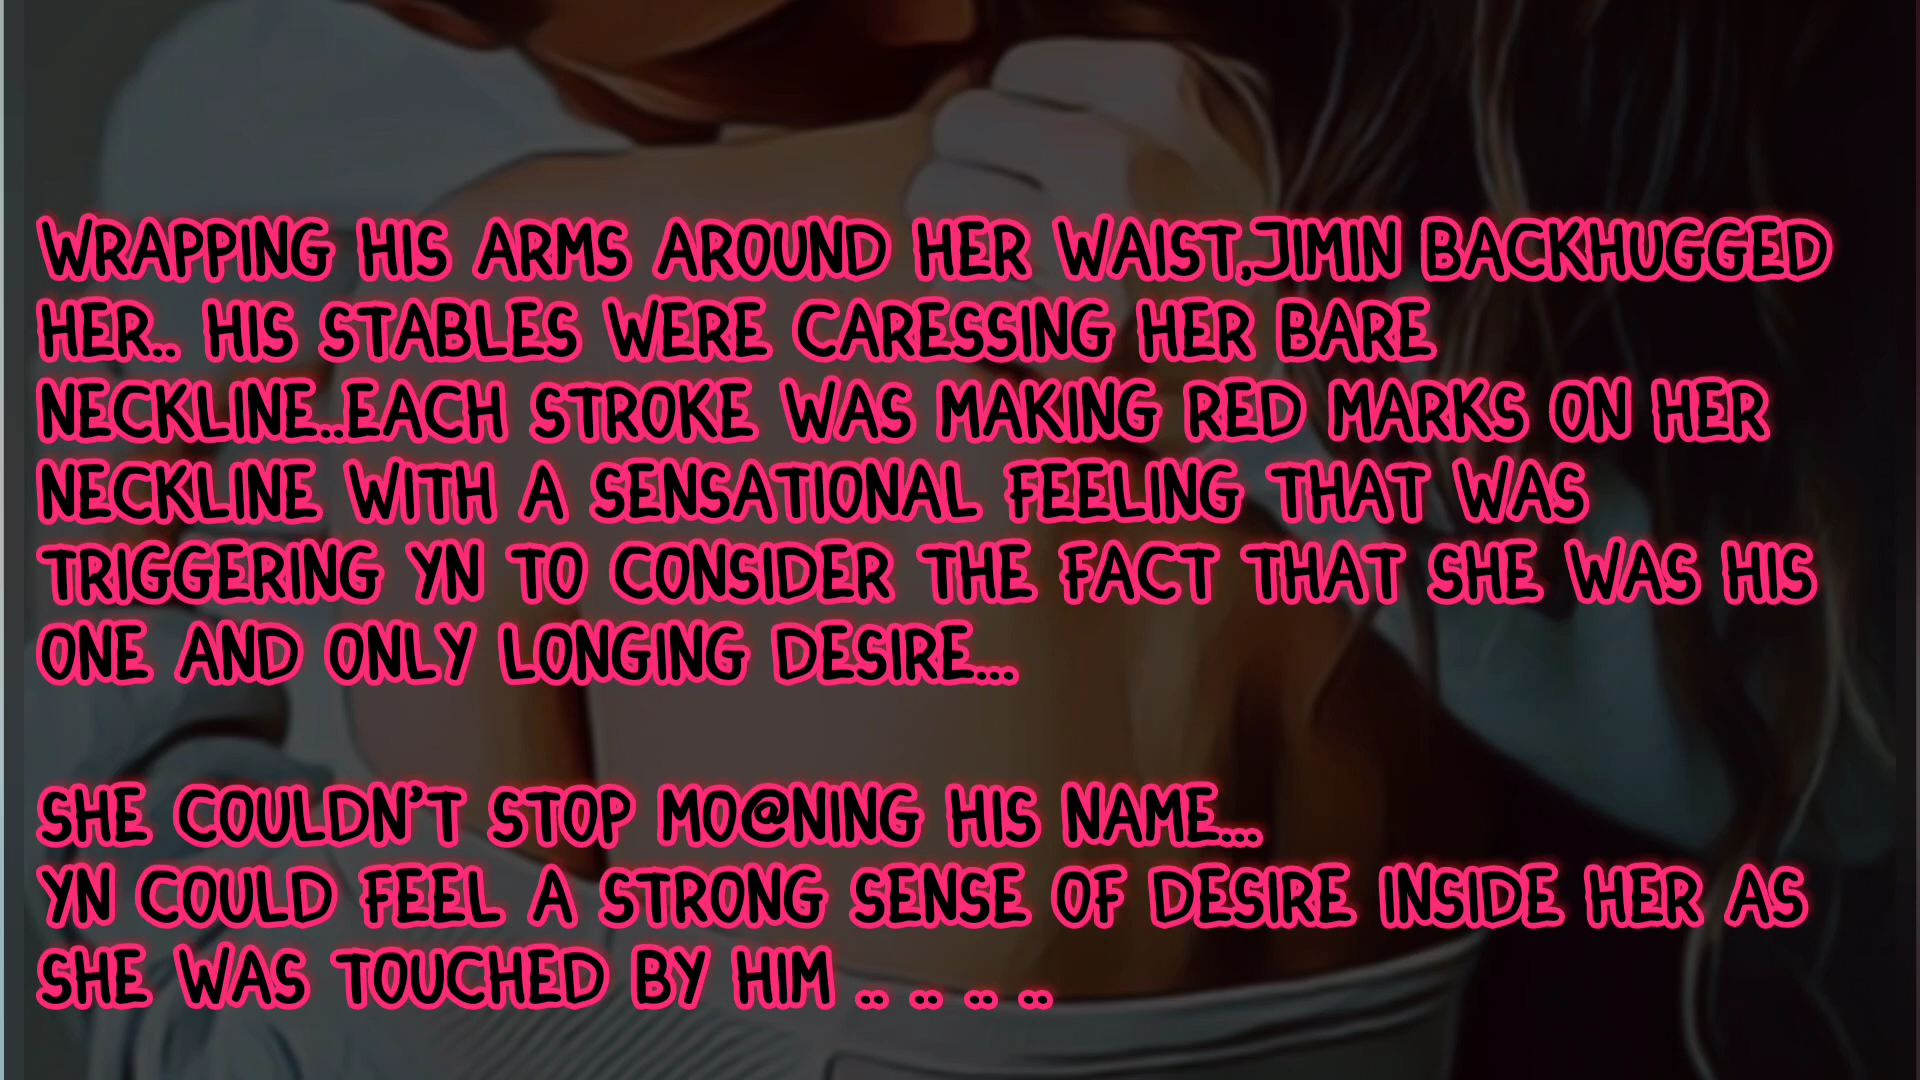 WRAPPING HIS ARMS AROUND HER WAIST,JIMIN BACKHUGGED
HER.. HIS STABLES WERE CARESSING HER BARE
NECKLINE..EACH STROKE WAS MAKING RED MARKS ON HER
NECKLINE WITH A SENSATIONAL FEELING THAT WAS
TRIGGERING YN TO CONSIDER THE FACT THAT SHE WAS HIS
ONE AND ONLY LONGING DESIRE...
SHE COULDN'T STOP MO@NING HIS NAME...
YN COULD FEEL A STRONG SENSE OF DESIRE INSIDE HER AS
SHE WAS TOUCHED BY HIM .. .. .. ..